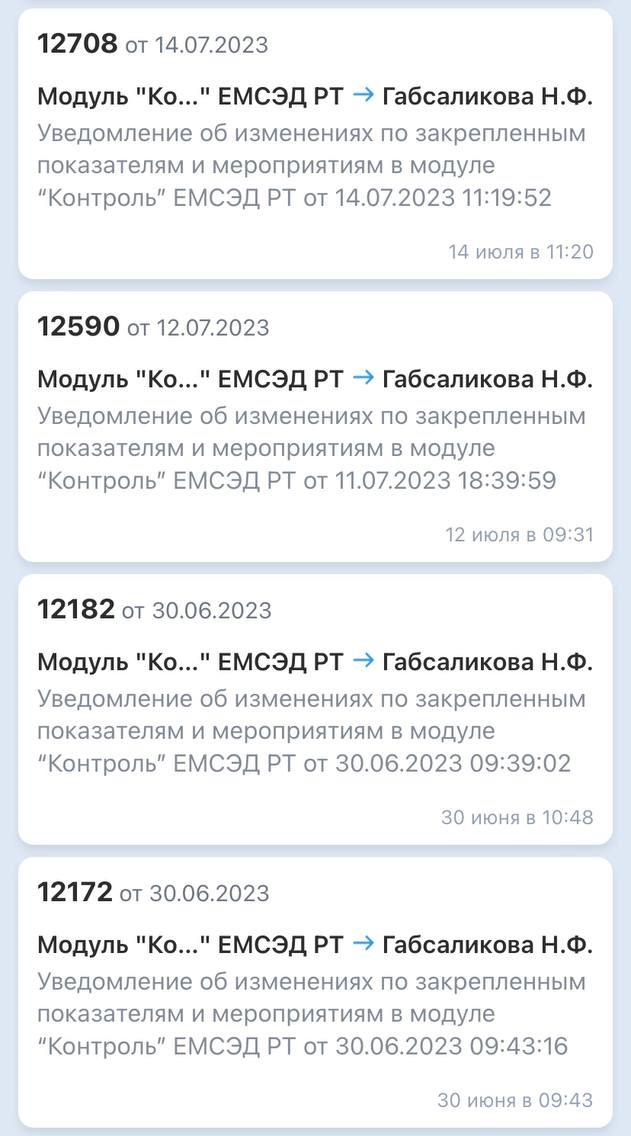 12708 от 14.07.2023
Модуль "Ко..." ЕМСЭД РТ → Габсаликова Н.Ф.
Уведомление об изменениях по закрепленным
показателям и мероприятиям в модуле
“Контроль” ЕМСЭД РТ от 14.07.2023 11:19:52
14 июля в 11:20
12590 от 12.07.2023
Модуль "Ко..." ЕМСЭД РТ → Габсаликова Н.Ф.
Уведомление об изменениях по закрепленным
показателям и мероприятиям в модуле
“Контроль” ЕМСЭД РТ от 11.07.2023 18:39:59
12 июля в 09:31
12182 от 30.06.2023
Модуль "Ко..." ЕМСЭД РТ → Габсаликова Н.Ф.
Уведомление об изменениях по закрепленным
показателям и мероприятиям в модуле
“Контроль” ЕМСЭД РТ от 30.06.2023 09:39:02
30 июня в 10:48
12172 от 30.06.2023
Модуль "Ко..." ЕМСЭД РТ → Габсаликова Н.Ф.
Уведомление об изменениях по закрепленным
показателям и мероприятиям в модуле
“Контроль” ЕМСЭД РТ от 30.06.2023 09:43:16
30 июня в 09:43